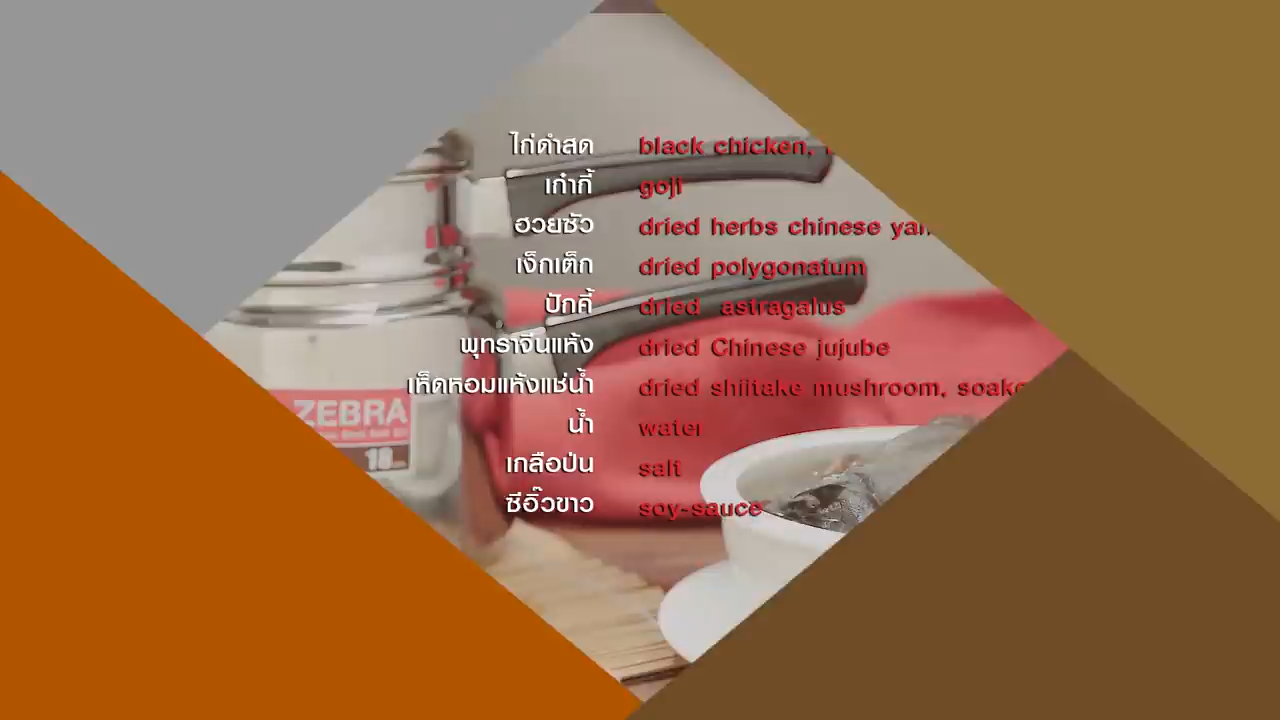 ไก่ดำสด black chicken,
เก๋ากี้ goji
ฮวยซัว dried herbs chinese
เง็กเต็ก dried polygonatum
ปักคี้ dried astragalus
พุทราจีนแห้ง dried Chinese jujube
เห็ดหอมแห้งแช่น้ำ dried shiitake mushroom,
น้ำ water
เกลือป่น salt
ซีอิ๊วขาว soy-sauce
ZEBRA
18